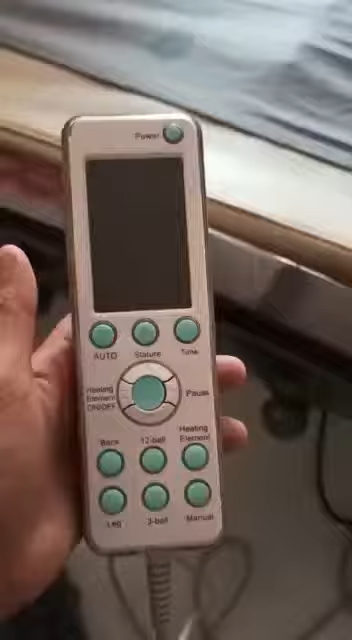 Power
AUTO Stature Time
Heating
Element
ON/OFF
Pause
Back 12-ball Heating
Element
Leg 3-ball Manual